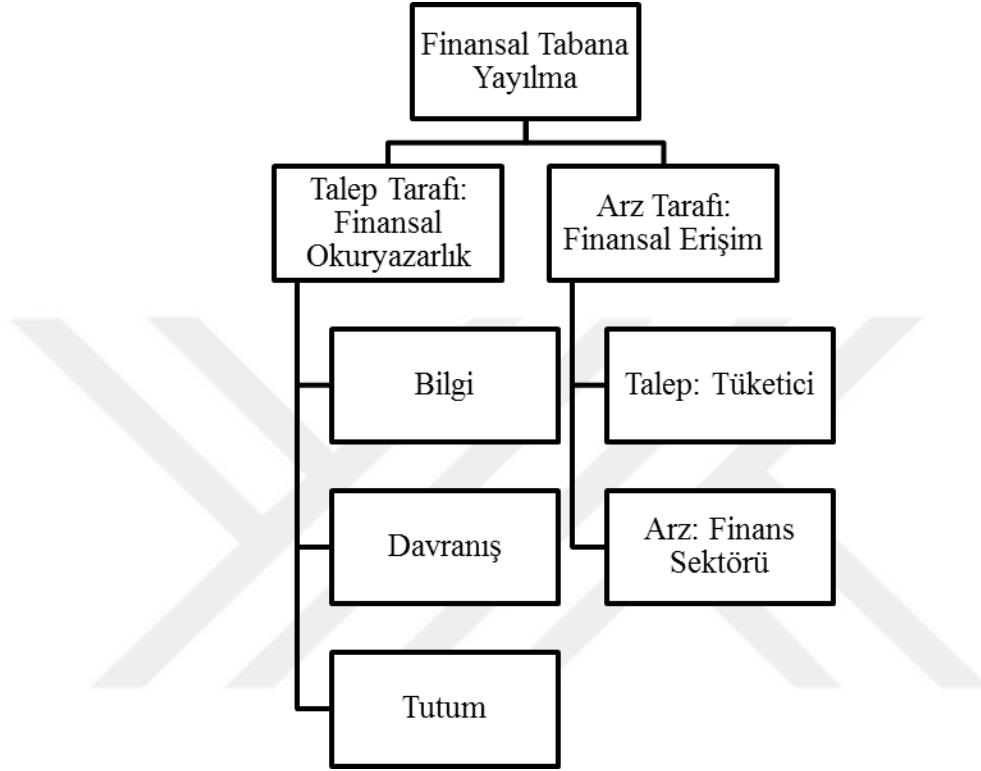 Finansal Tabana
Yayılma
Talep Tarafı:
Finansal
Okuryazarlık
Arz Tarafı:
Finansal Erişim
Bilgi
Talep: Tüketici
Davranış
Arz: Finans
Sektörü
Tutum